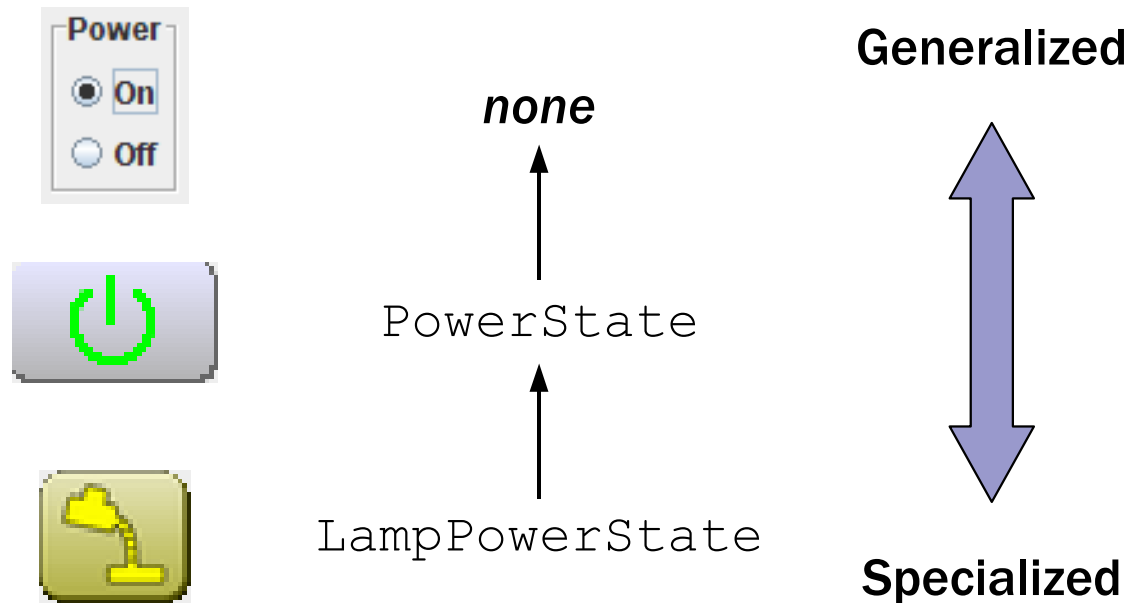 Power
On
Off
none
PowerState
LampPowerState
Generalized
Specialized